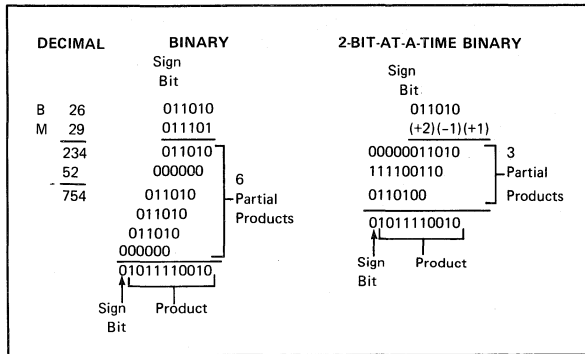 DECIMAL BINARY 2-BIT-AT-A-TIME BINARY
Sign
Bit
B 26 011010
M 29 011101
234 011010
52 000000
754 011010
011010
011010
000000
01011110010
6
Partial
Products
Sign
Bit
Product
Sign
Bit
011010
(+2)(-1)(+1)
00000011010
111100110
0110100
01011110010
3
Partial
Products
Sign
Bit
Product